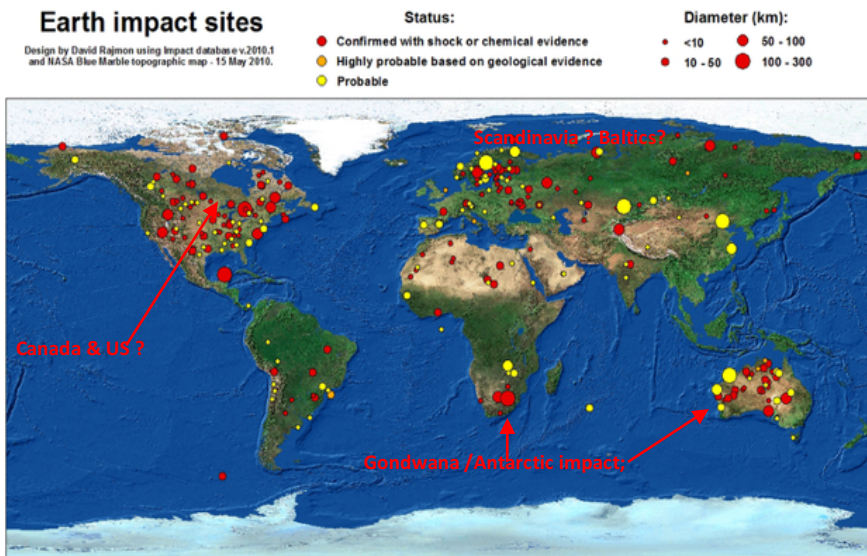 Earth impact sites
Design by David Rajmon using Impact database v.2010.1
and NASA Blue Marble topographic map - 15 May 2010.
Status:
Confirmed with shock or chemical evidence
Highly probable based on geological evidence
Probable
Diameter (km):
<10
10 - 50
50 - 100
100 - 300
Scandinavia ? Baltics?
Canada & US ?
Gondwana /Antarctic impact;